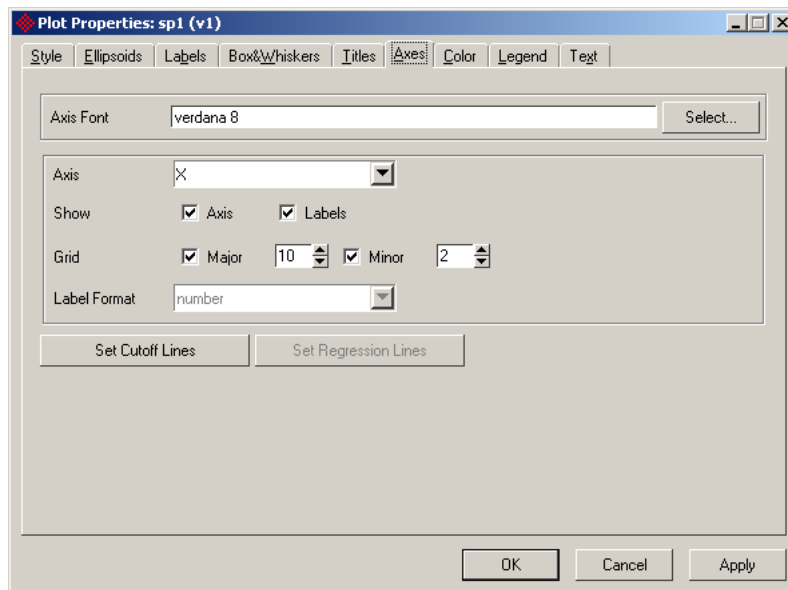 Plot Properties: sp1 (v1)
Style Ellipsoids Labels Box&Whiskers Titles Axes Color Legend Text
Axis Font verdana 8 Select...
Axis X
Show Axis Labels
Grid Major 10 Minor 2
Label Format number
Set Cutoff Lines Set Regression Lines
OK Cancel Apply